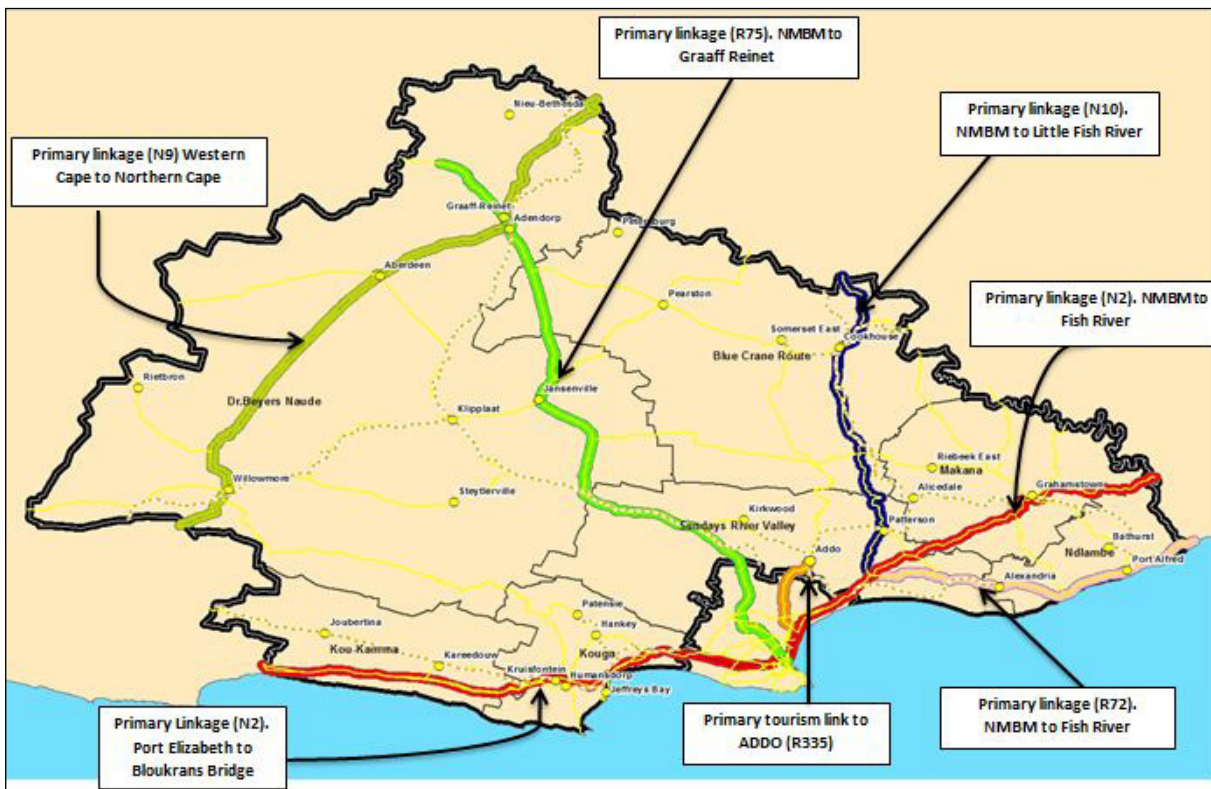 Primary linkage (R75). NMBM to
Graaff Reinet
Primary linkage (N10).
NMBM to Little Fish River
Primary linkage (N9) Western
Cape to Northern Cape
Primary linkage (N2). NMBM to
Fish River
Nieu-Bethesda
Graaff-Reinet
Adendorp
Petersburg
Aberdeen
Pearston
Somerset East
Cookhouse
Blue Crane Route
Rietbron
Dr.Beyers Naude
Jansenville
Klipplaat
Riebeek East
Makana
Willowmore
Steytlerville
Alicedale
Grahamstown
Kirkwood
Sundays River Valley
Patterson
Bathurst
Addo
Ndlambe
Port Alfred
Alexandria
Patensie
Joubertina
Hankey
Kou-Kamma
Kouga
Kareedouw
Kruisfontein
Humansdorp
Jeffreys Bay
Primary Linkage (N2).
Port Elizabeth to
Bloukrans Bridge
Primary tourism link to
ADDO (R335)
Primary linkage (R72).
NMBM to Fish River